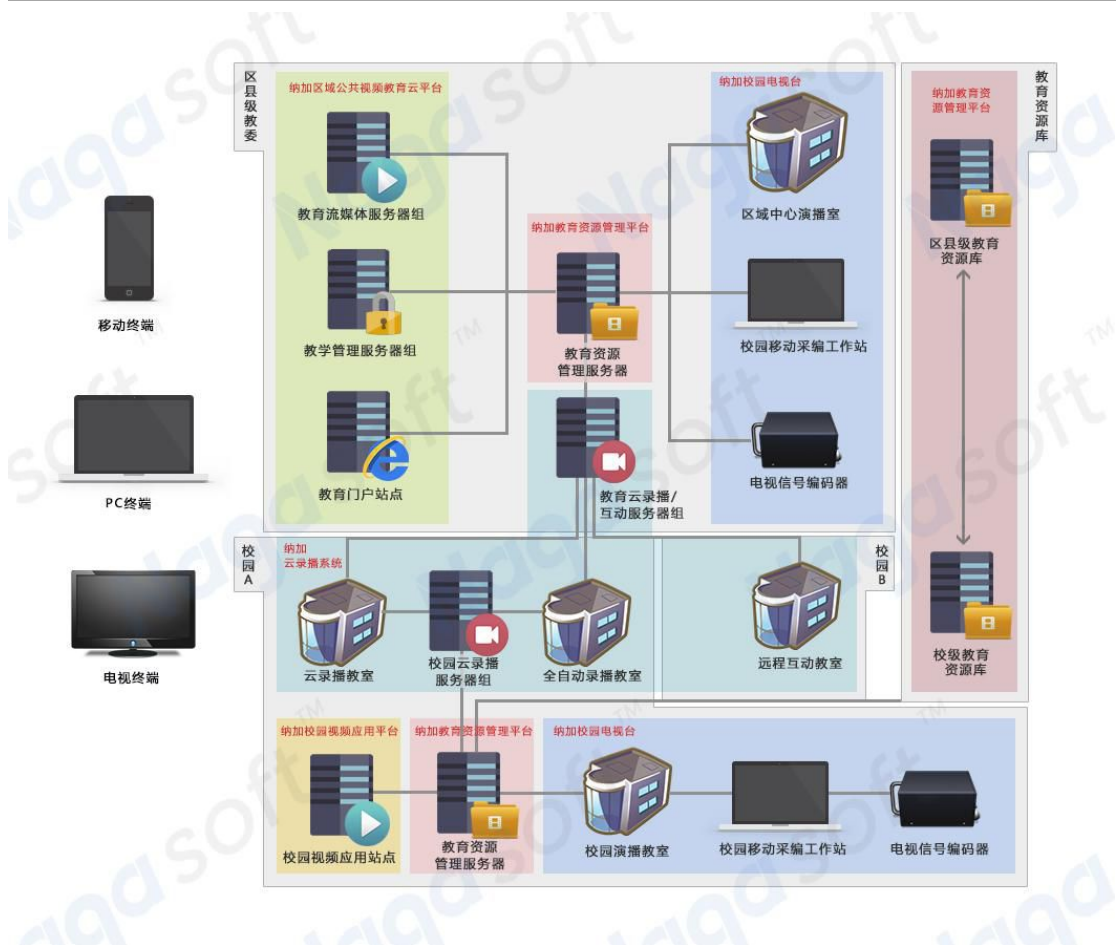 区
县
级
教
委
纳加区域公共视频教育云平台
教育流媒体服务器组
教学管理服务器组
教育门户站点
纳加教育资源管理平台
教育资源
管理服务器
教育云录播/
互动服务器组
纳加校园电视台
区域中心演播室
校园移动采编工作站
电视信号编码器
教
育
资
源
库
纳加教育资
源管理平台
区县级教育
资源库
校级教育
资源库
移动终端
PC终端
电视终端
校
园
A
纳加
云录播系统
云录播教室
校园云录播
服务器组
全自动录播教室
校
园
B
远程互动教室
纳加校园视频应用平台
校园视频应用站点
纳加教育资源管理平台
教育资源
管理服务器
纳加校园电视台
校园演播教室
校园移动采编工作站
电视信号编码器
Nagasoft
TM